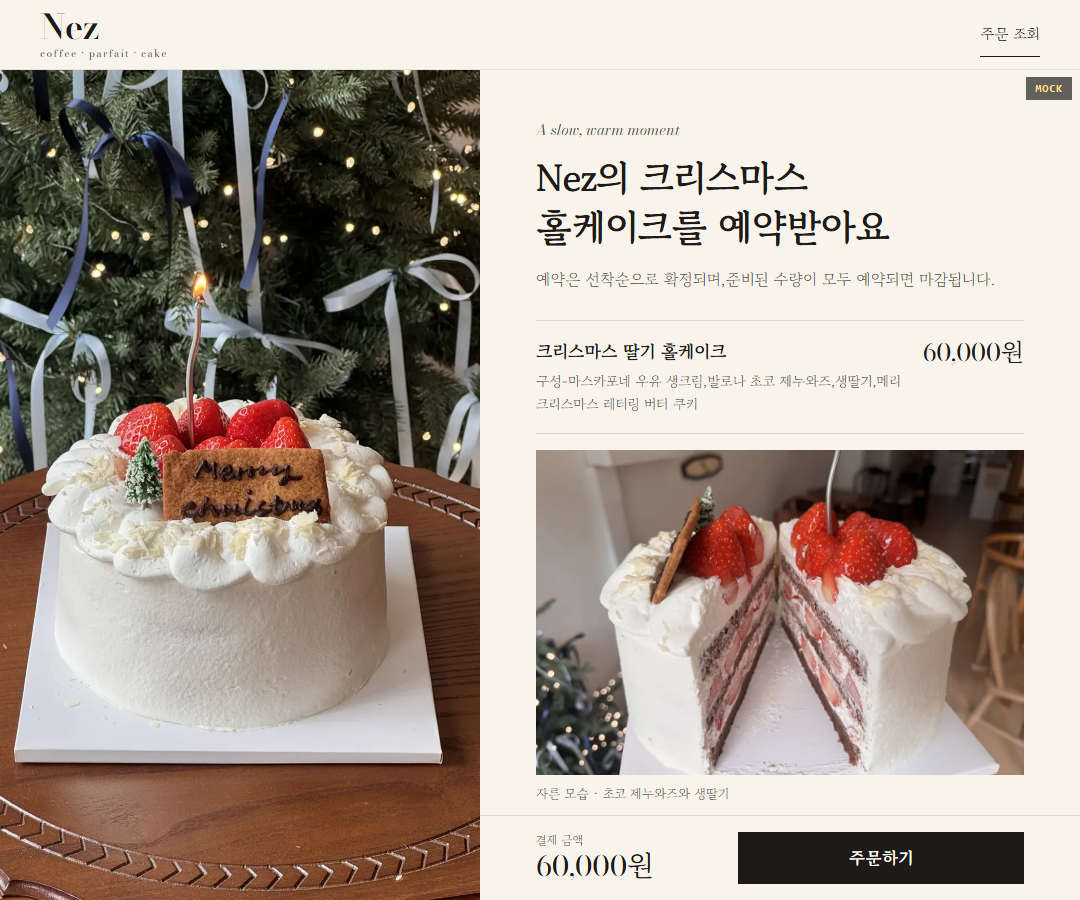 Nez
coffee · parfait · cake
주문 조회
MOCK
A slow, warm moment
Nez의 크리스마스
홀케이크를 예약받아요
예약은 선착순으로 확정되며,준비된 수량이 모두 예약되면 마감됩니다.
크리스마스 딸기 홀케이크
60,000원
구성-마스카포네 우유 생크림,발로나 초코 제누와즈,생딸기,메리
크리스마스 레터링 버터 쿠키
Merry
christmas
자른 모습 · 초코 제누와즈와 생딸기
결제 금액
60,000원
주문하기